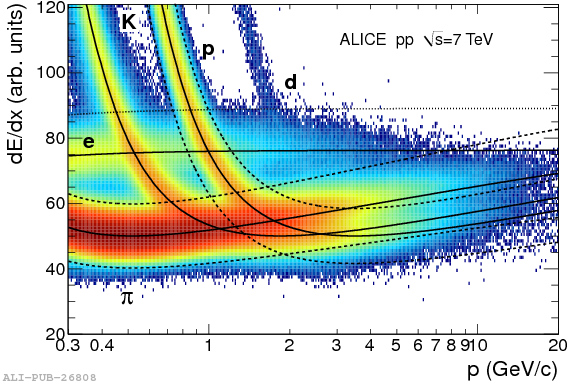 120
100
80
60
40
20
dE/dx (arb. units)
K
p
ALICE pp √s=7 TeV
d
e
π
0.3 0.4 1 2 3 4 5 6 7 8 9 10 20
p (GeV/c)
ALI-PUB-26808